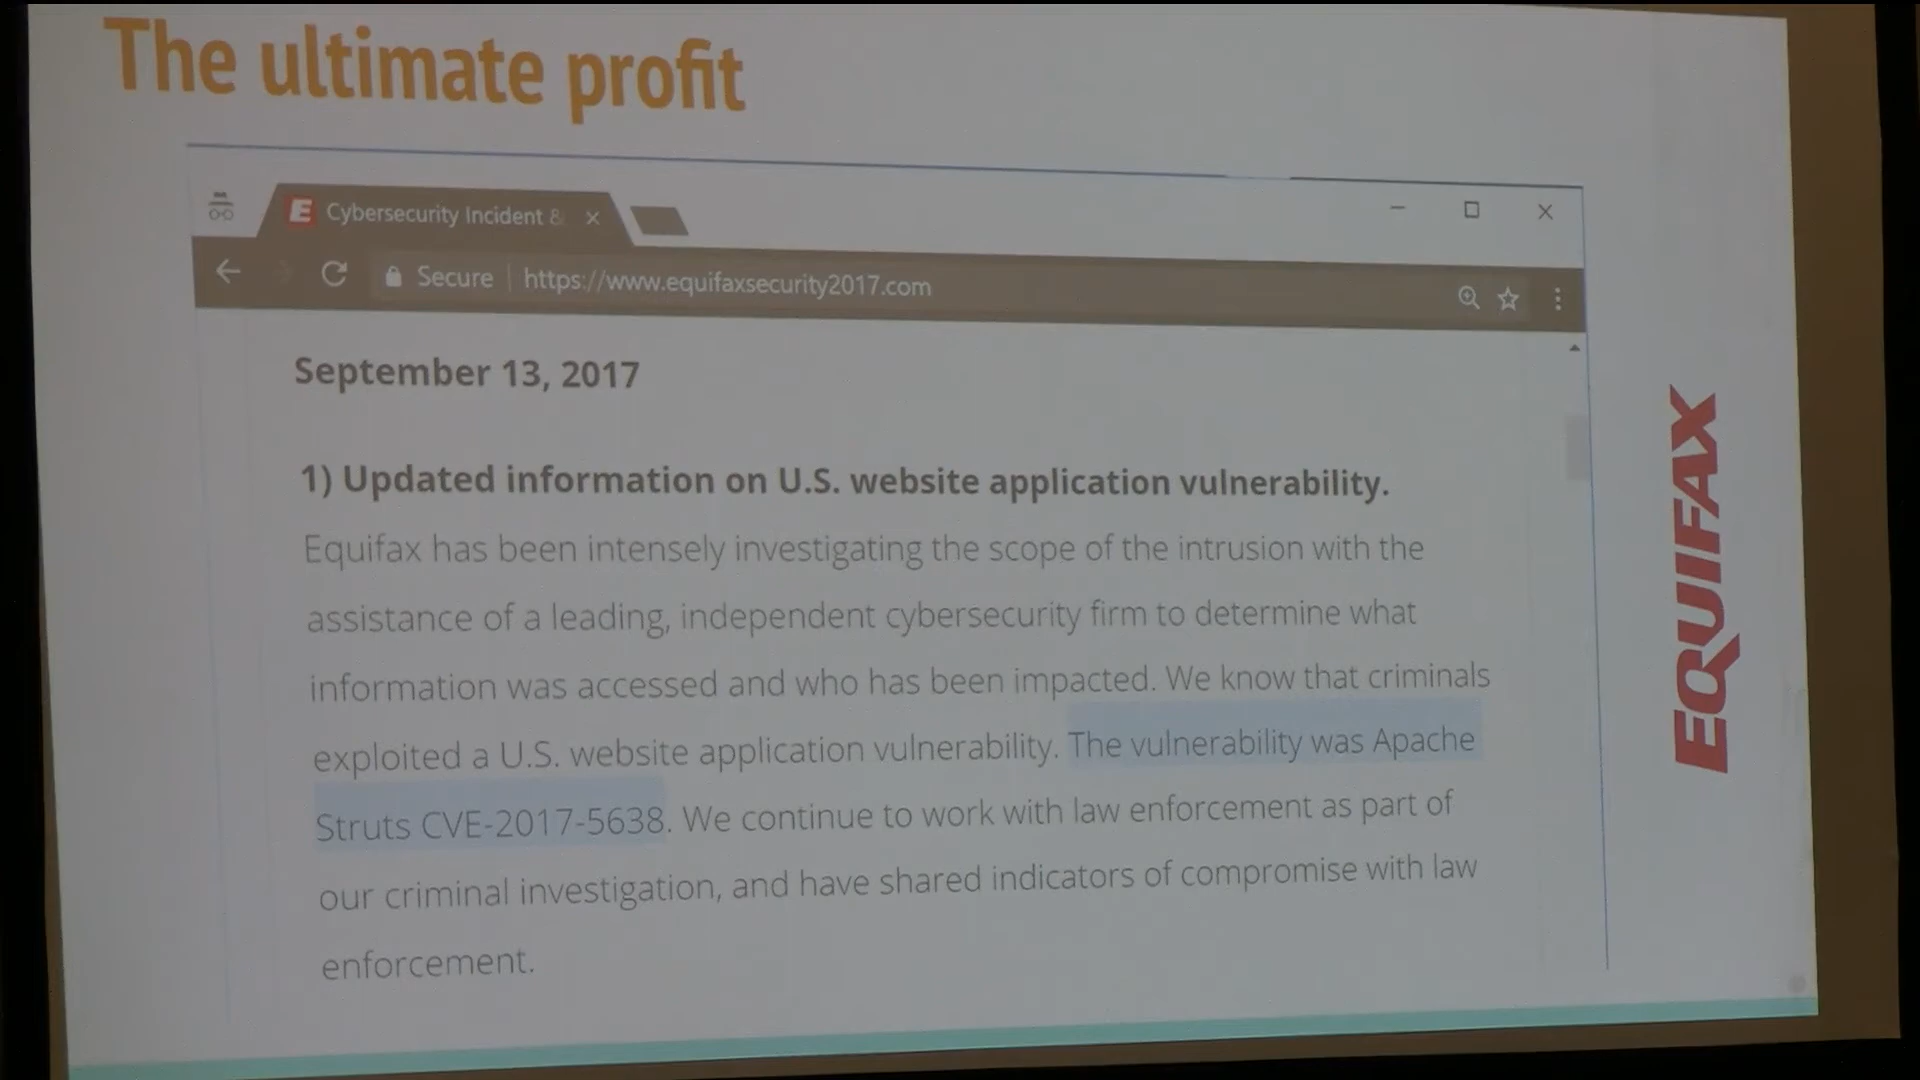 The ultimate profit
Cybersecurity Incident &
Secure https://www.equifaxsecurity2017.com
September 13, 2017
1) Updated information on U.S. website application vulnerability.
Equifax has been intensely investigating the scope of the intrusion with the
assistance of a leading, independent cybersecurity firm to determine what
information was accessed and who has been impacted. We know that criminals
exploited a U.S. website application vulnerability. The vulnerability was Apache
Struts CVE-2017-5638. We continue to work with law enforcement as part of
our criminal investigation, and have shared indicators of compromise with law
enforcement.
EQUIFAX